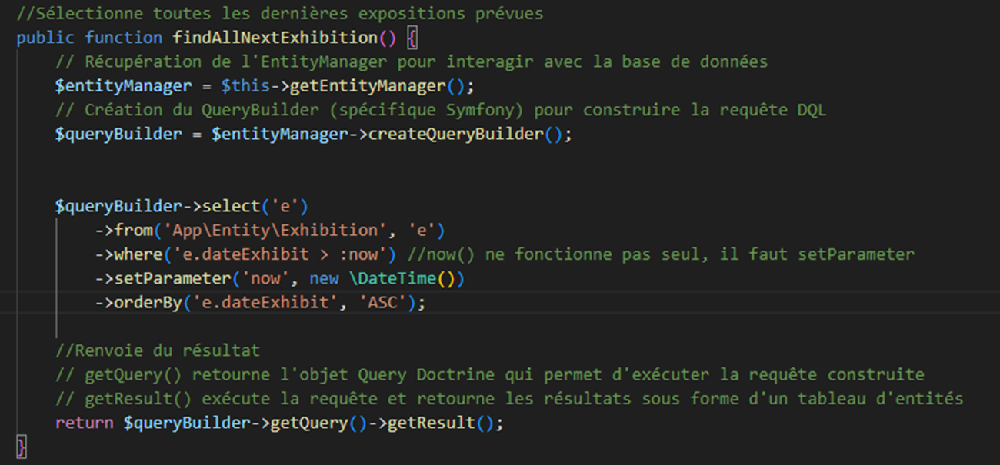 //Sélectionne toutes les dernières expositions prévues
public function findAllNextExhibition() {
// Récupération de l'EntityManager pour interagir avec la base de données
$entityManager = $this->getEntityManager();
// Création du QueryBuilder (spécifique Symfony) pour construire la requête DQL
$queryBuilder = $entityManager->createQueryBuilder();
$queryBuilder->select('e')
->from('App\Entity\Exhibition', 'e')
->where('e.dateExhibit > :now') //now() ne fonctionne pas seul, il faut setParameter
->setParameter('now', new \DateTime())
->orderBy('e.dateExhibit', 'ASC');
//Renvoie du résultat
// getQuery() retourne l'objet Query Doctrine qui permet d'exécuter la requête construite
// getResult() exécute la requête et retourne les résultats sous forme d'un tableau d'entités
return $queryBuilder->getQuery()->getResult();
}